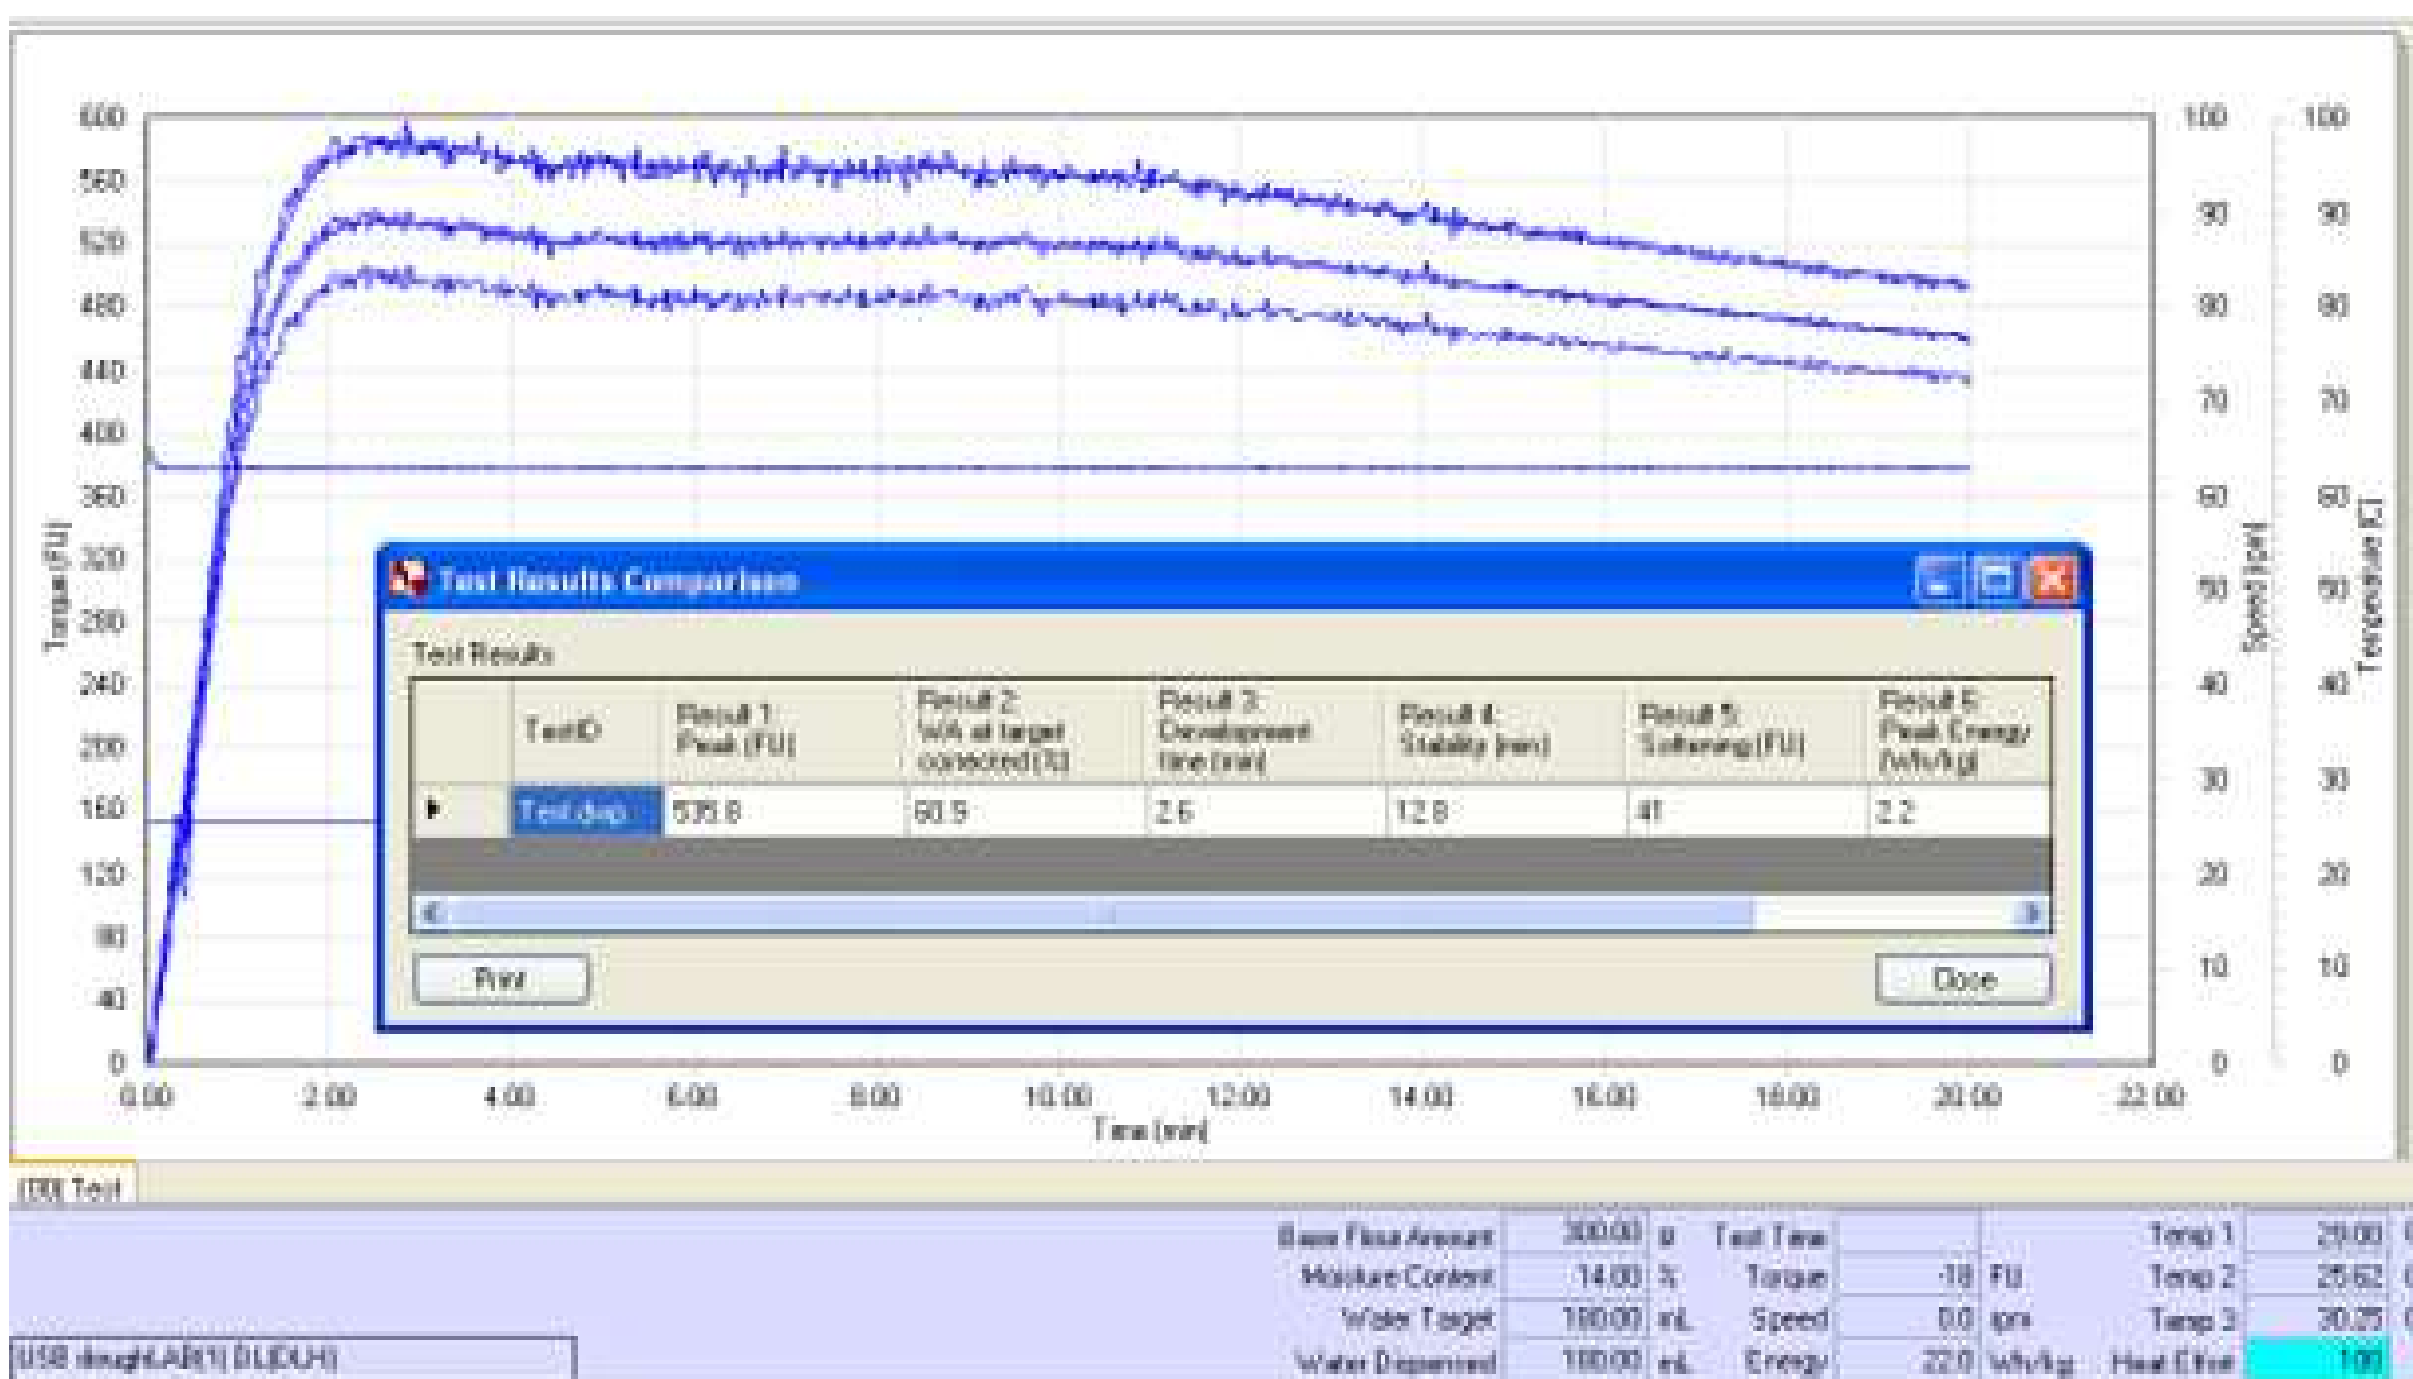 600
560
520
480
440
400
360
320
280
240
200
160
120
80
40
0
Torque (FU)
0.00 2.00 4.00 6.00 8.00 10.00 12.00 14.00 16.00 18.00 20.00 22.00
Time (min)
100
90
80
70
60
50
40
30
20
10
0
Speed (rpm)
100
90
80
70
60
50
40
30
20
10
0
Temperature (C)
Test Results Comparison
Test Results
TestID
Result 1:
Peak (FU)
Result 2:
WA at target
corrected (%)
Result 3:
Development
time (min)
Result 4:
Stability (min)
Result 5:
Softening (FU)
Result 6:
Peak Energy
(Wh/kg)
535.8 60.9 2.6 12.8 41 2.2
Print Close
Test
Base Flour Amount 300.00 g Test Time Temp 1
Moisture Content 14.00 % Torque -18 FU Temp 2 25.62
Water Target 180.00 mL Speed 0.0 rpm Temp 3
Water Dispensed 180.00 mL Energy 22.0 Wh/kg Heat Effort 100
USB doughLAB(1)